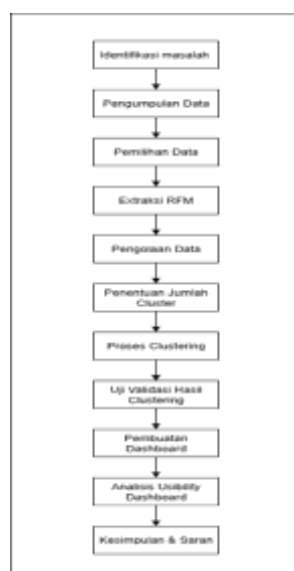 Identifikasi masalah
Pengumpulan Data
Pemilihan Data
Extraksi RFM
Pengolaan Data
Penentuan Jumlah
Cluster
Proses Clustering
Uji Validasi Hasil
Clustering
Pembuatan
Dashboard
Analisis Usibility
Dashboard
Kesimpulan & Saran